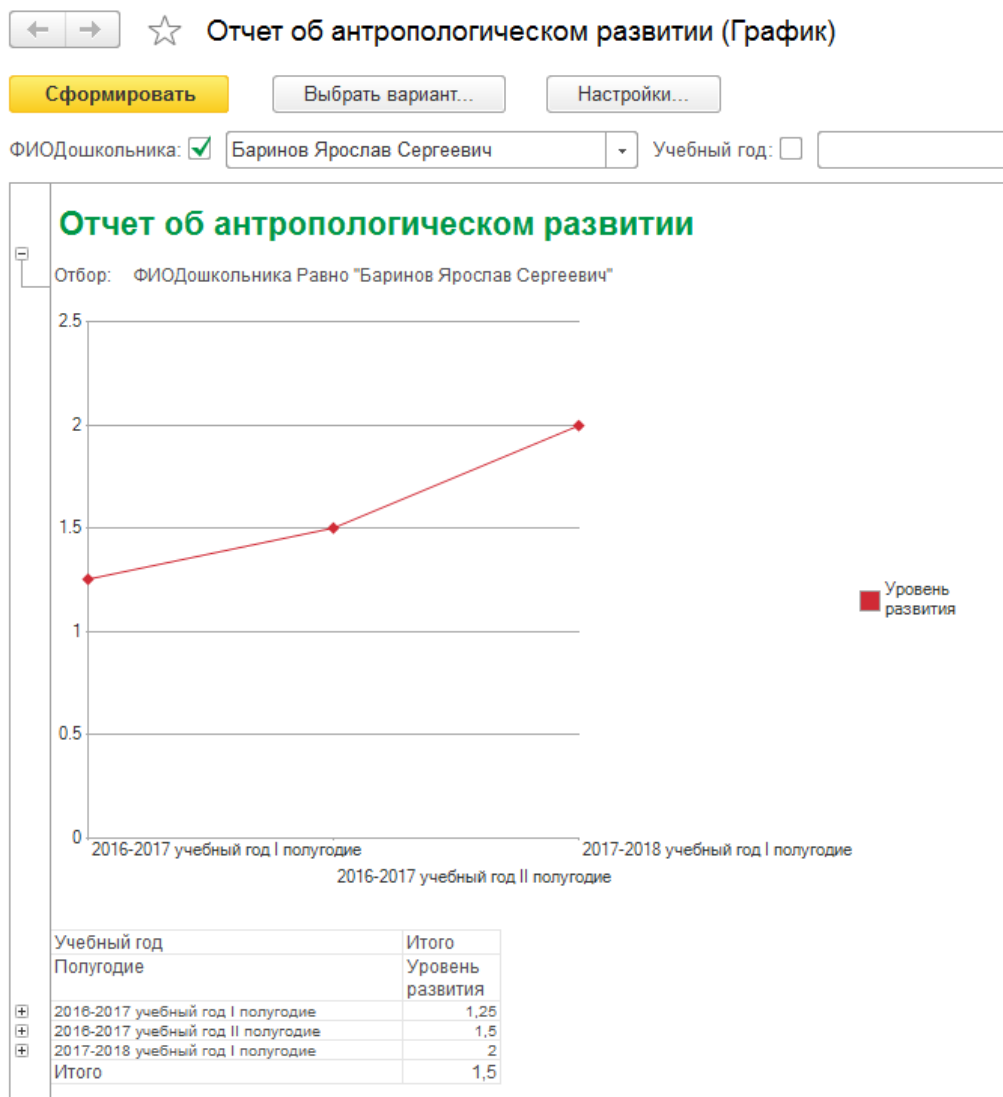 Отчет об антропологическом развитии (График)
Сформировать Выбрать вариант... Настройки...
ФИОДошкольника: Баринов Ярослав Сергеевич Учебный год:
Отчет об антропологическом развитии
Отбор: ФИОДошкольника Равно "Баринов Ярослав Сергеевич"
2.5
2
1.5
Уровень
развития
1
0.5
0
2016-2017 учебный год I полугодие 2017-2018 учебный год I полугодие
2016-2017 учебный год II полугодие
Учебный год Итого
Полугодие Уровень
развития
2016-2017 учебный год I полугодие 1,25
2016-2017 учебный год II полугодие 1,5
2017-2018 учебный год I полугодие 2
Итого 1,5